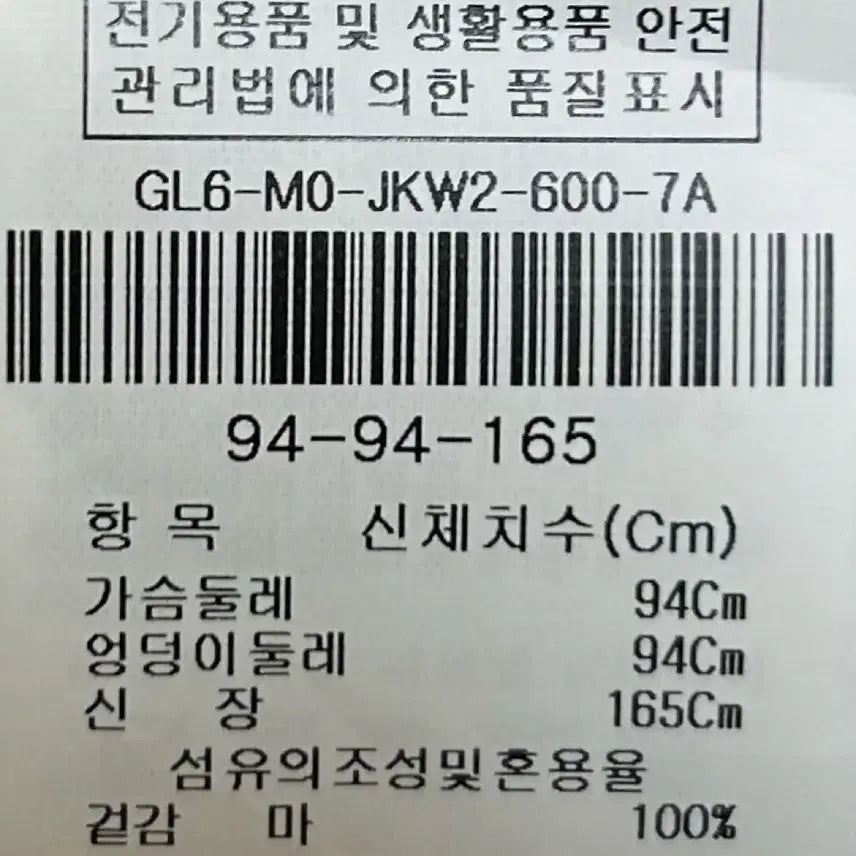 전기용품 및 생활용품 안전
관리법에 의한 품질표시
GL6-M0-JKW2-600-7A
94-94-165
항 목 신체치수(Cm)
가슴둘레 94Cm
엉덩이둘레 94Cm
신 장 165Cm
섬유의조성및혼용율
겉감 마 100%